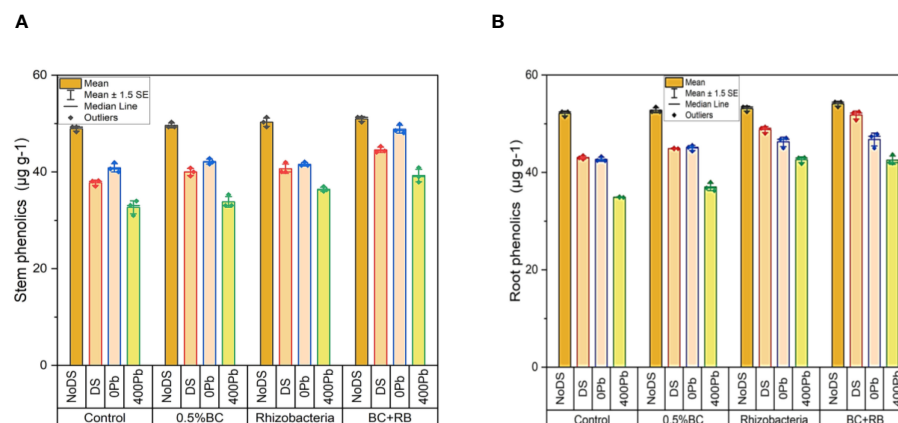 A
B
60
40
20
0
Stem phenolics (µg g-1)
Mean
Mean ± 1.5 SE
Median Line
Outliers
NoDS DS 0Pb 400Pb NoDS DS 0Pb 400Pb NoDS DS 0Pb 400Pb NoDS DS 0Pb 400Pb
Control 0.5%BC Rhizobacteria BC+RB
60
40
20
0
Root phenolics (µg g-1)
Mean
Mean ± 1.5 SE
Median Line
Outliers
NoDS DS 0Pb 400Pb NoDS DS 0Pb 400Pb NoDS DS 0Pb 400Pb NoDS DS 0Pb 400Pb
Control 0.5%BC Rhizobacteria BC+RB